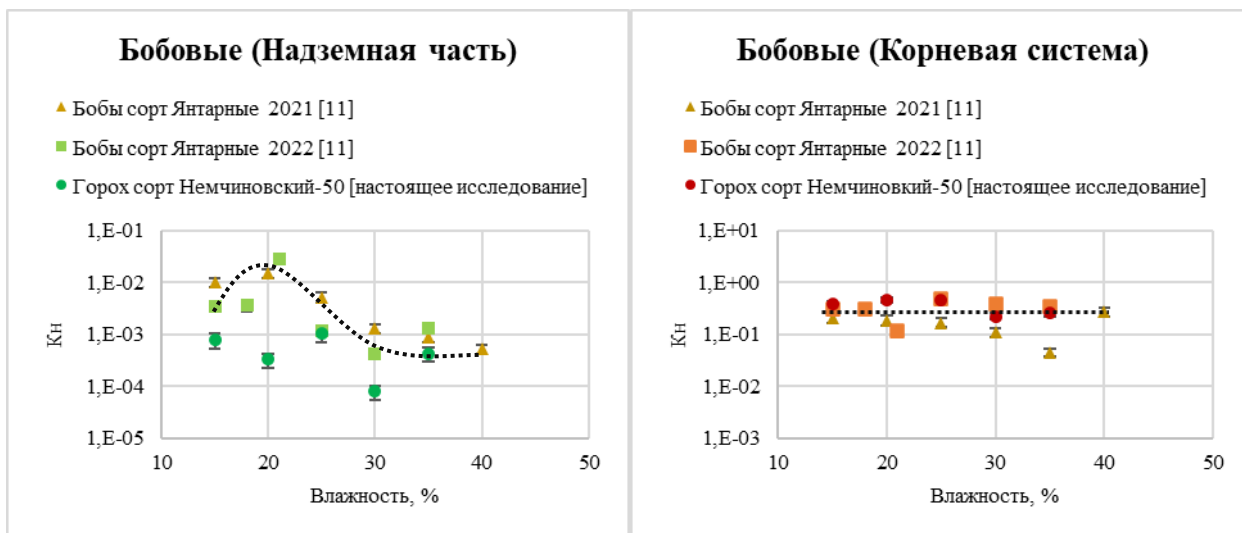 Бобовые (Надземная часть)
Бобы сорт Янтарные 2021 [11]
Бобы сорт Янтарные 2022 [11]
Горох сорт Немчиновский-50 [настоящее исследование]
1,E-01
1,E-02
1,E-03
1,E-04
1,E-05
Кн
10 20 30 40 50
Влажность, %
Бобовые (Корневая система)
Бобы сорт Янтарные 2021 [11]
Бобы сорт Янтарные 2022 [11]
Горох сорт Немчиновкий-50 [настоящее исследование]
1,E+01
1,E+00
1,E-01
1,E-02
1,E-03
Кн
10 20 30 40 50
Влажность, %